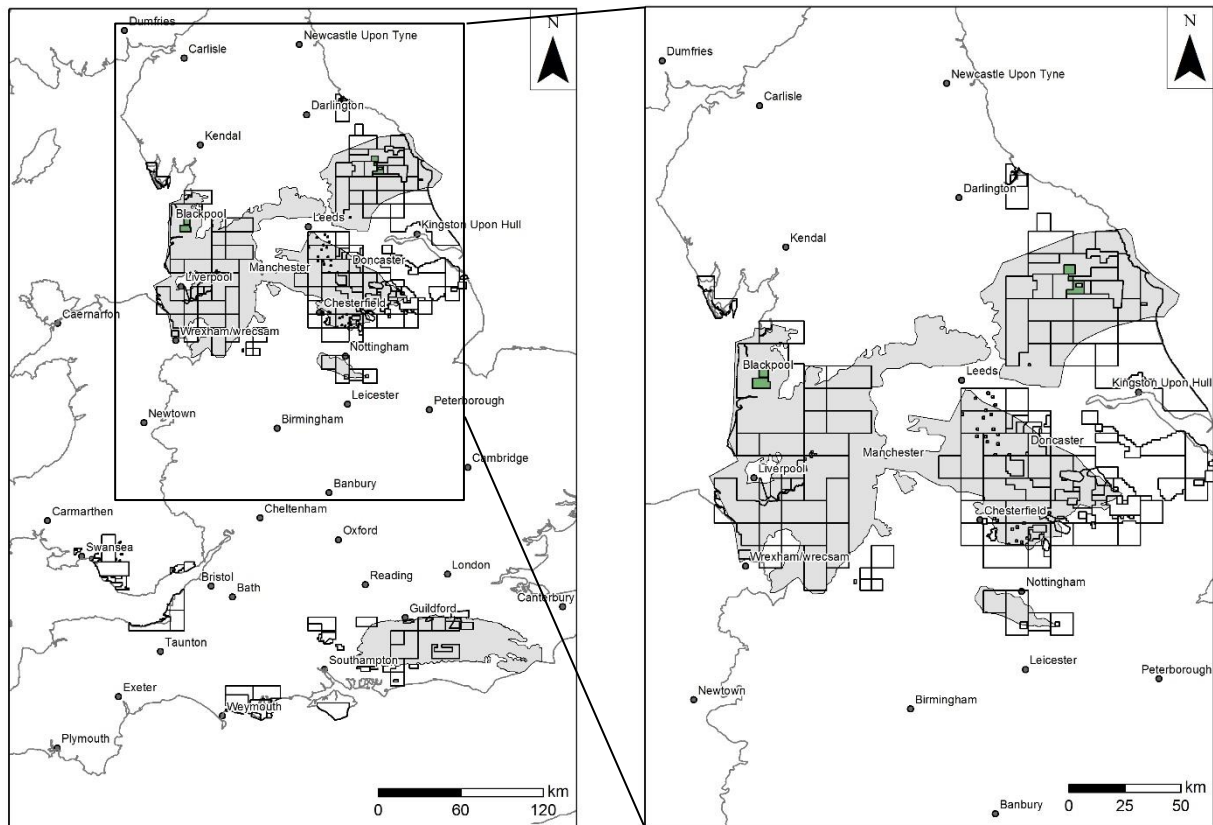 N
Dumfries
Newcastle Upon Tyne
Carlisle
Darlington
Kendal
Blackpool
Leeds
Kingston Upon Hull
Manchester
Doncaster
Liverpool
Chesterfield
Caernarfon
Wrexham/wrecsam
Nottingham
Leicester
Peterborough
Newtown
Birmingham
Cambridge
Banbury
Carmarthen
Cheltenham
Oxford
Swansea
London
Bristol
Reading
Bath
Canterbury
Guildford
Taunton
Southampton
Exeter
Weymouth
Plymouth
km
0 60 120
N
Dumfries
Newcastle Upon Tyne
Carlisle
Darlington
Kendal
Blackpool
Leeds
Kingston Upon Hull
Manchester
Doncaster
Liverpool
Chesterfield
Wrexham/wrecsam
Nottingham
Leicester
Peterborough
Newtown
Birmingham
km
0 25 50
Banbury